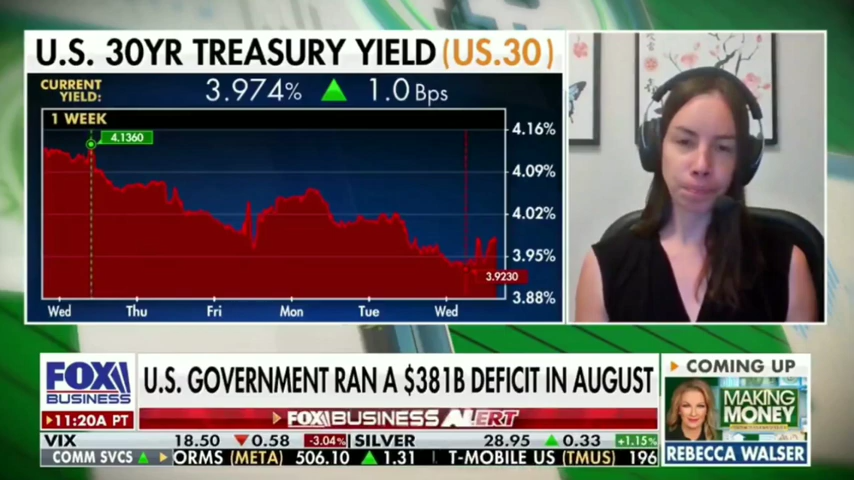 U.S. 30YR TREASURY YIELD (US.30)
CURRENT YIELD: 3.974% ▲ 1.0 Bps
1 WEEK
4.1360
4.16%
4.09%
4.02%
3.95%
3.9230
3.88%
Wed Thu Fri Mon Tue Wed
FOX BUSINESS
11:20A PT
U.S. GOVERNMENT RAN A $381B DEFICIT IN AUGUST
FOX BUSINESS ALERT
COMING UP
MAKING MONEY
REBECCA WALSER
VIX 18.50 ▼0.58 -3.04% SILVER 28.95 ▲0.33 +1.15%
COMM SVCS ▲ ORMS (META) 506.10 ▲ 1.31 T-MOBILE US (TMUS) 196